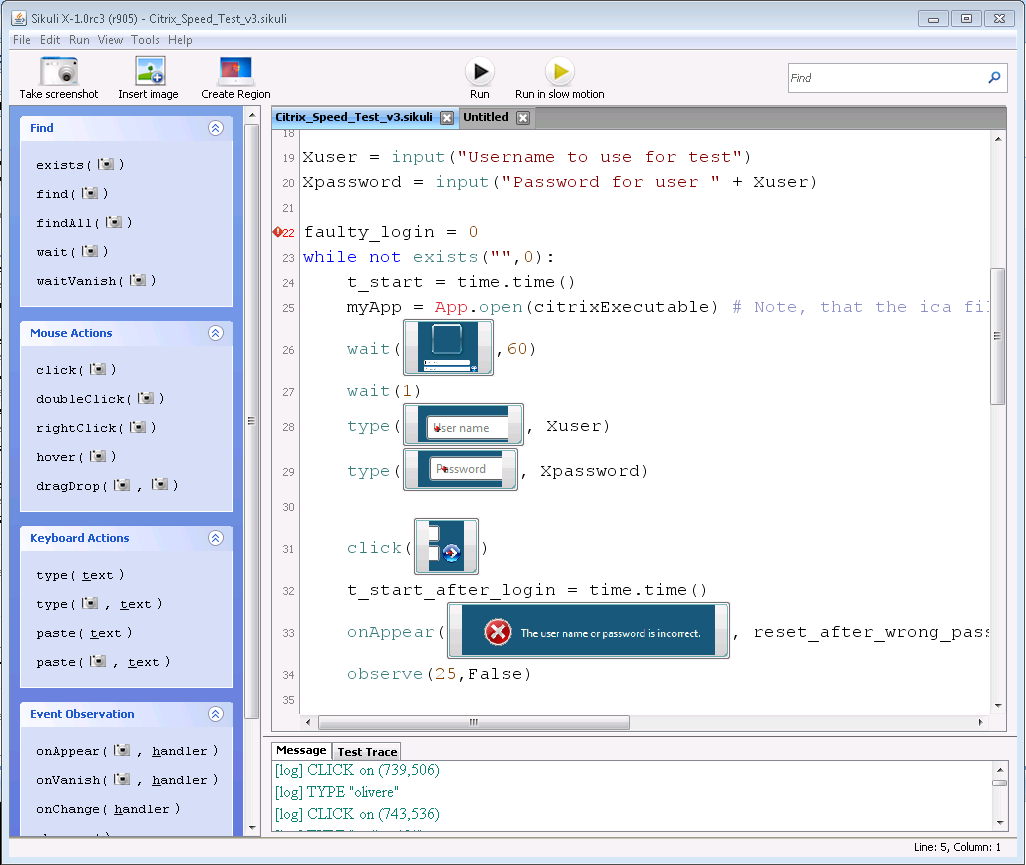 Sikuli X-1.0rc3 (r905) - Citrix_Speed_Test_v3.sikuli
File Edit Run View Tools Help
Take screenshot Insert image Create Region Run Run in slow motion Find
Find
exists( )
find( )
findAll( )
wait( )
waitVanish( )
Mouse Actions
click( )
doubleClick( )
rightClick( )
hover( )
dragDrop( , )
Keyboard Actions
type( text )
type( , text )
paste( text )
paste( , text )
Event Observation
onAppear( , handler )
onVanish( , handler )
onChange( handler )
Citrix_Speed_Test_v3.sikuli Untitled
18
19 Xuser = input("Username to use for test")
20 Xpassword = input("Password for user " + Xuser)
21
22 faulty_login = 0
23 while not exists("",0):
24 t_start = time.time()
25 myApp = App.open(citrixExecutable) # Note, that the ica fil
26 wait( ,60)
27 wait(1)
28 type( User name , Xuser)
29 type( Password , Xpassword)
30
31 click( )
32 t_start_after_login = time.time()
33 onAppear( The user name or password is incorrect. , reset_after_wrong_pass
34 observe(25,False)
35
Message Test Trace
[log] CLICK on (739,506)
[log] TYPE "olivere"
[log] CLICK on (743,536)
Line: 5, Column: 1